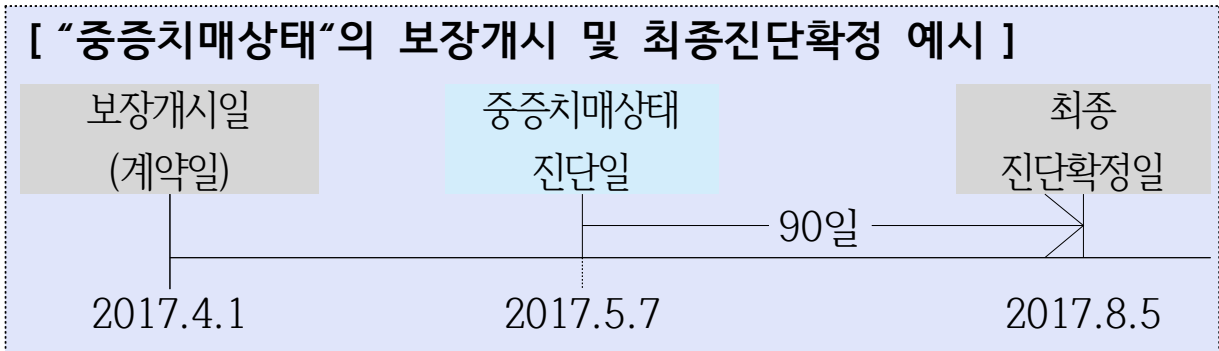 [ “중증치매상태“의 보장개시 및 최종진단확정 예시 ]
보장개시일
(계약일)
중증치매상태
진단일
최종
진단확정일
90일
2017.4.1
2017.5.7
2017.8.5